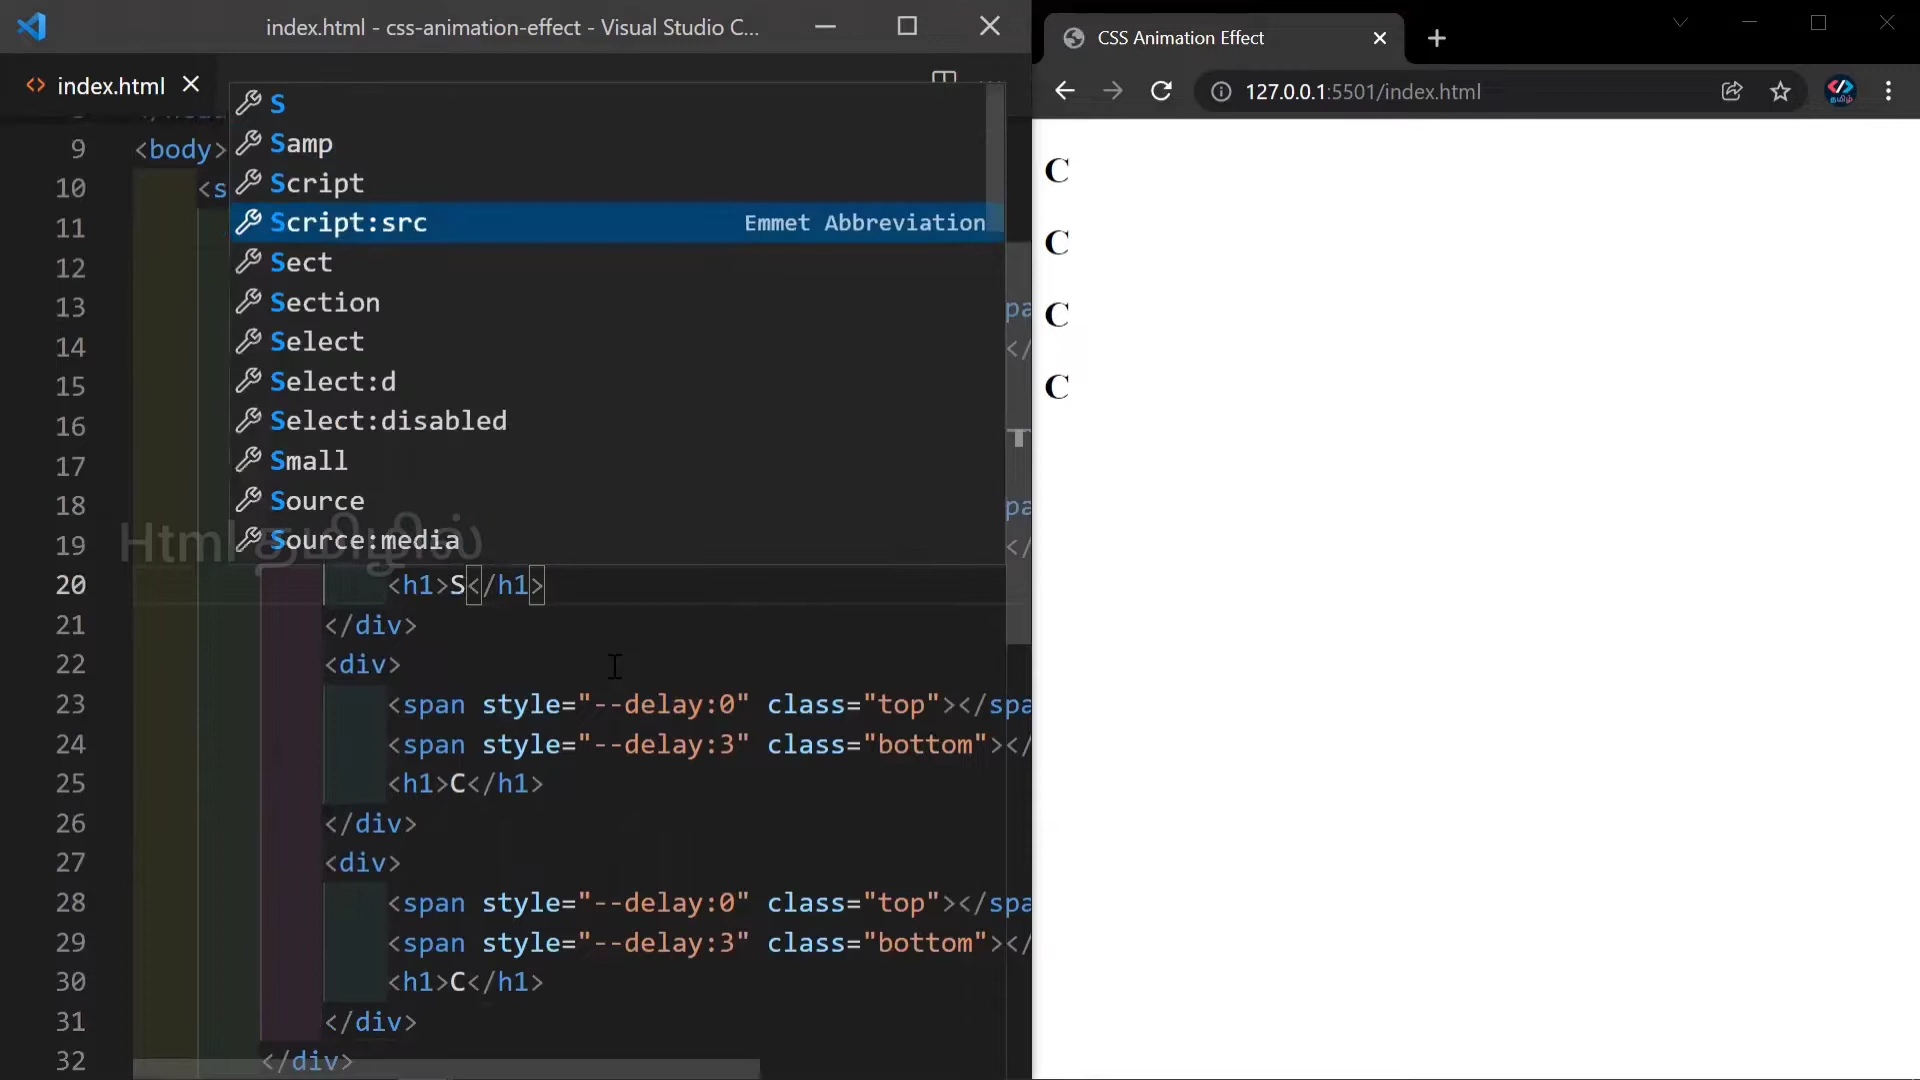 index.html - css-animation-effect - Visual Studio C...
index.html
9 <body>
10 <s
11
12
13 pa
14 </
15
16
17
18 pa
19 </
S
Samp
Script
Script:src Emmet Abbreviation
Sect
Section
Select
Select:d
Select:disabled
Small
Source
Source:media
Html தமிழில்
20 <h1>S</h1>
21 </div>
22 <div>
23 <span style="--delay:0" class="top"></spa
24 <span style="--delay:3" class="bottom"></
25 <h1>C</h1>
26 </div>
27 <div>
28 <span style="--delay:0" class="top"></spa
29 <span style="--delay:3" class="bottom"></
30 <h1>C</h1>
31 </div>
32 </div>
CSS Animation Effect
127.0.0.1:5501/index.html
தமிழ்
C
C
C
C